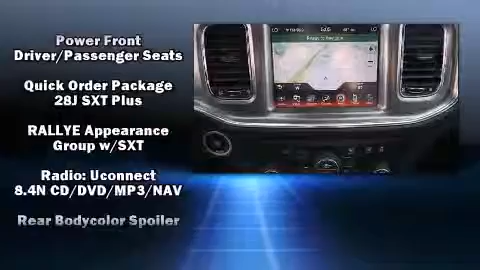 Power Front
Driver/Passenger Seats
Quick Order Package
28J SXT Plus
RALLYE Appearance
Group w/SXT
Radio: Uconnect
8.4N CD/DVD/MP3/NAV
Rear Bodycolor Spoiler